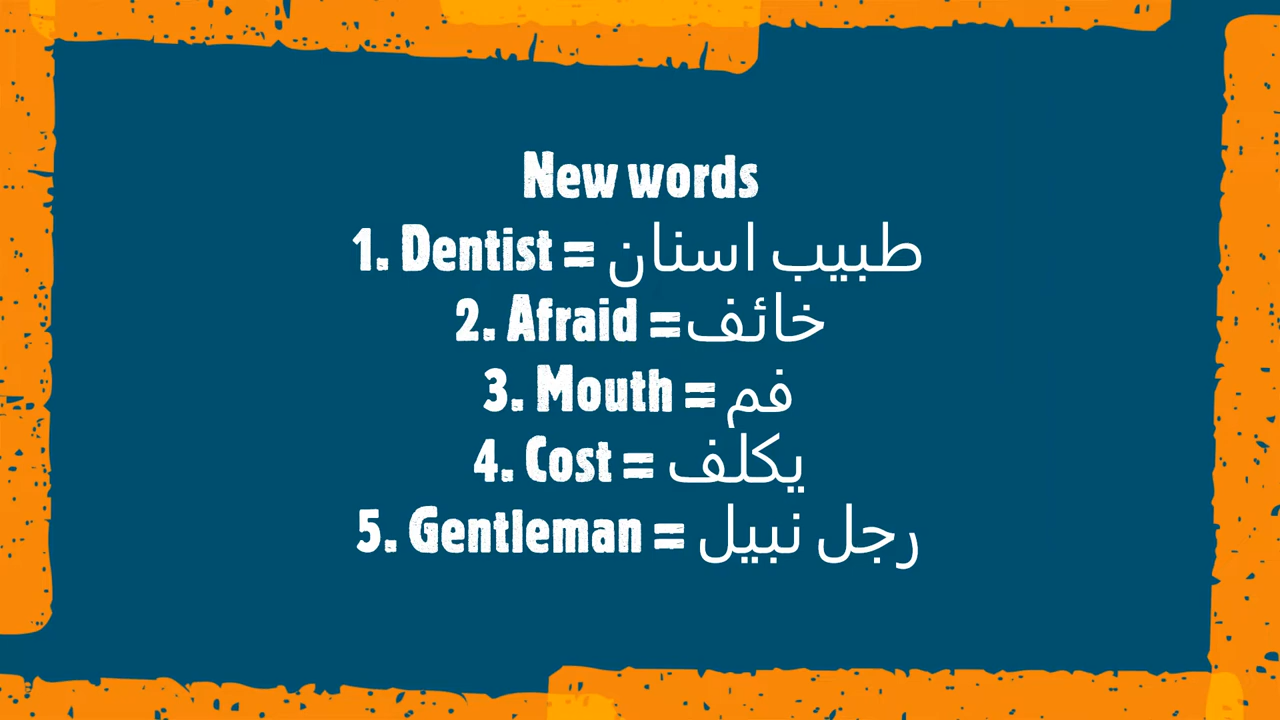 New words
1. Dentist = طبيب اسنان
2. Afraid =خائف
3. Mouth = فم
4. Cost = يكلف
5. Gentleman = رجل نبيل